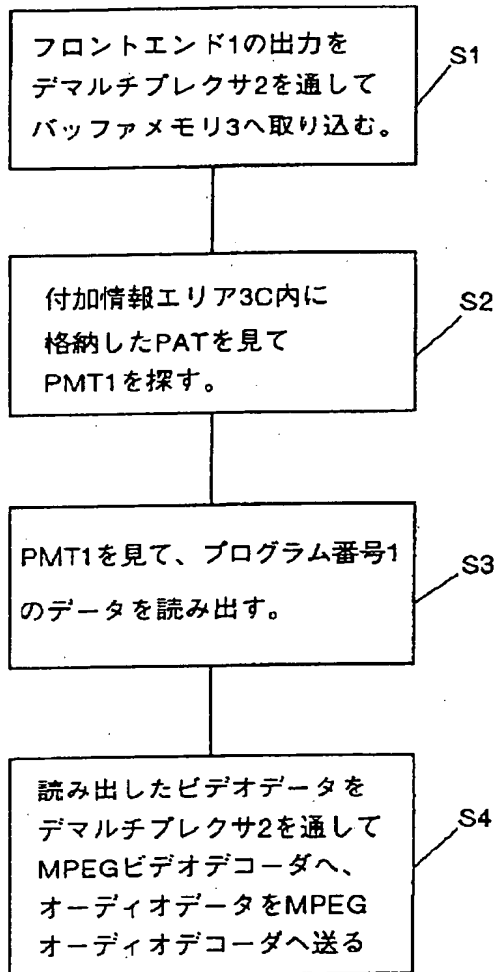 フロントエンド1の出力を
デマルチプレクサ2を通して
バッファメモリ3へ取り込む。
S1
付加情報エリア3C内に
格納したPATを見て
PMT1を探す。
S2
PMT1を見て、プログラム番号1
のデータを読み出す。
S3
読み出したビデオデータを
デマルチプレクサ2を通して
MPEGビデオデコーダへ、
オーディオデータをMPEG
オーディオデコーダへ送る
S4